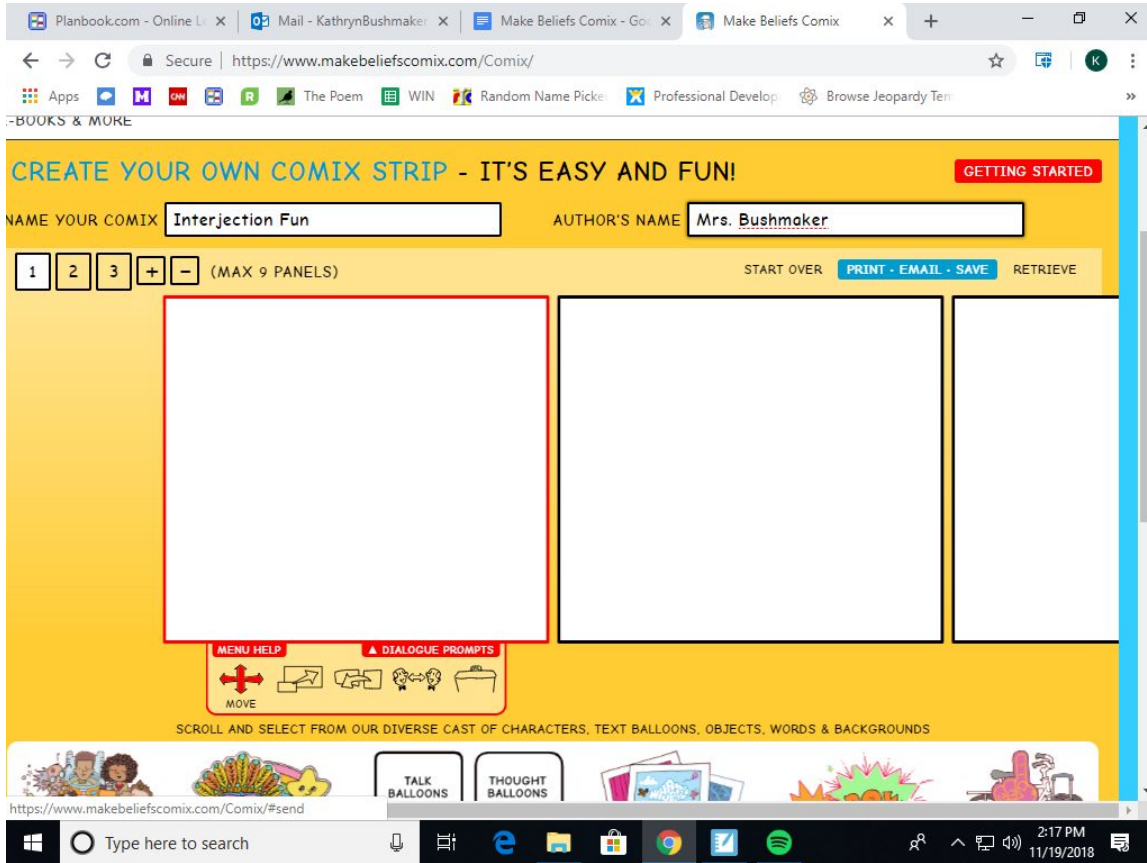 Planbook.com - Online L
Mail - KathrynBushmaker
Make Beliefs Comix - Goo
Make Beliefs Comix
Secure | https://www.makebeliefscomix.com/Comix/
K
Apps
M
CNN
R
The Poem
WIN
Random Name Picke
Professional Develop
Browse Jeopardy Tem
»
-BOOKS & MORE
CREATE YOUR OWN COMIX STRIP - IT'S EASY AND FUN!
GETTING STARTED
NAME YOUR COMIX Interjection Fun AUTHOR'S NAME Mrs. Bushmaker
1 2 3 + - (MAX 9 PANELS) START OVER PRINT - EMAIL - SAVE RETRIEVE
MENU HELP ▲ DIALOGUE PROMPTS
MOVE
SCROLL AND SELECT FROM OUR DIVERSE CAST OF CHARACTERS, TEXT BALLOONS, OBJECTS, WORDS & BACKGROUNDS
TALK BALLOONS
THOUGHT BALLOONS
https://www.makebeliefscomix.com/Comix/#send
Type here to search
2:17 PM
11/19/2018